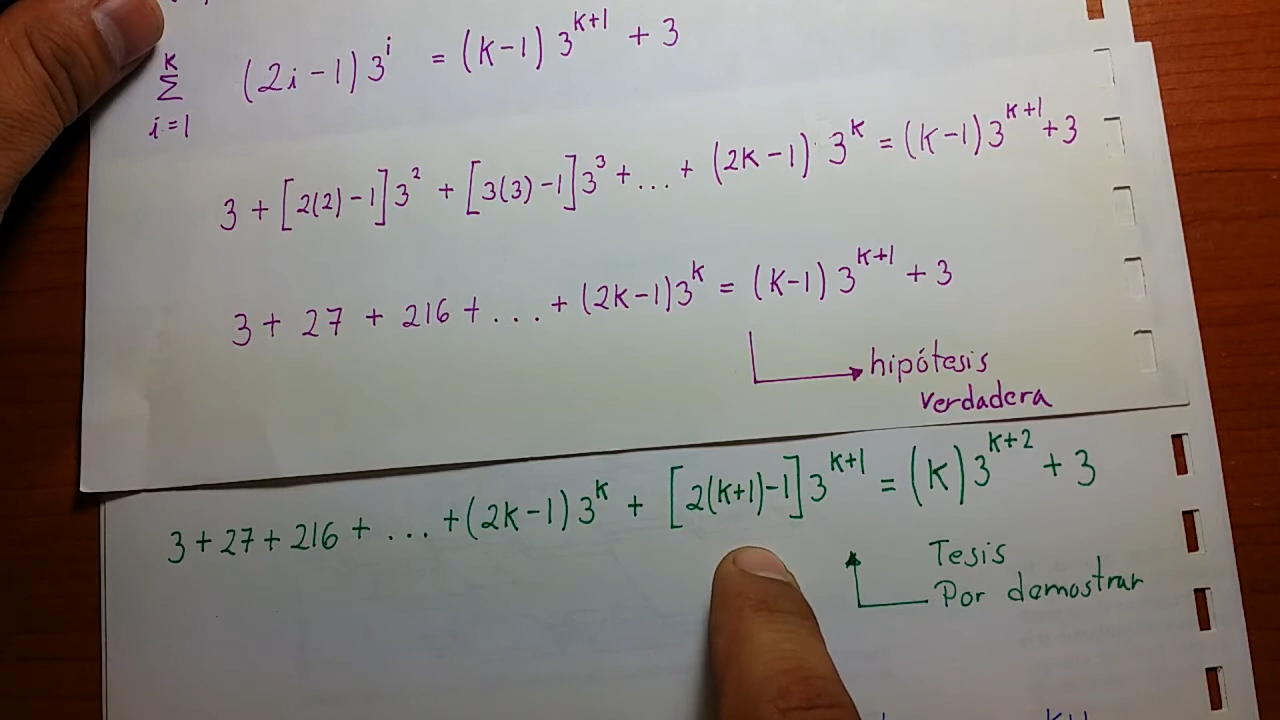 K
Σ (2i-1) 3^i = (k-1) 3^{k+1} + 3
i=1
3 + [2(2)-1] 3^2 + [3(3)-1] 3^3 + ... + (2k-1) 3^k = (k-1) 3^{k+1} + 3
3 + 27 + 216 + ... + (2k-1) 3^k = (k-1) 3^{k+1} + 3
hipótesis
verdadera
3 + 27 + 216 + ... + (2k-1) 3^k + [2(k+1)-1] 3^{k+1} = (k) 3^{k+2} + 3
Tesis
Por demostrar